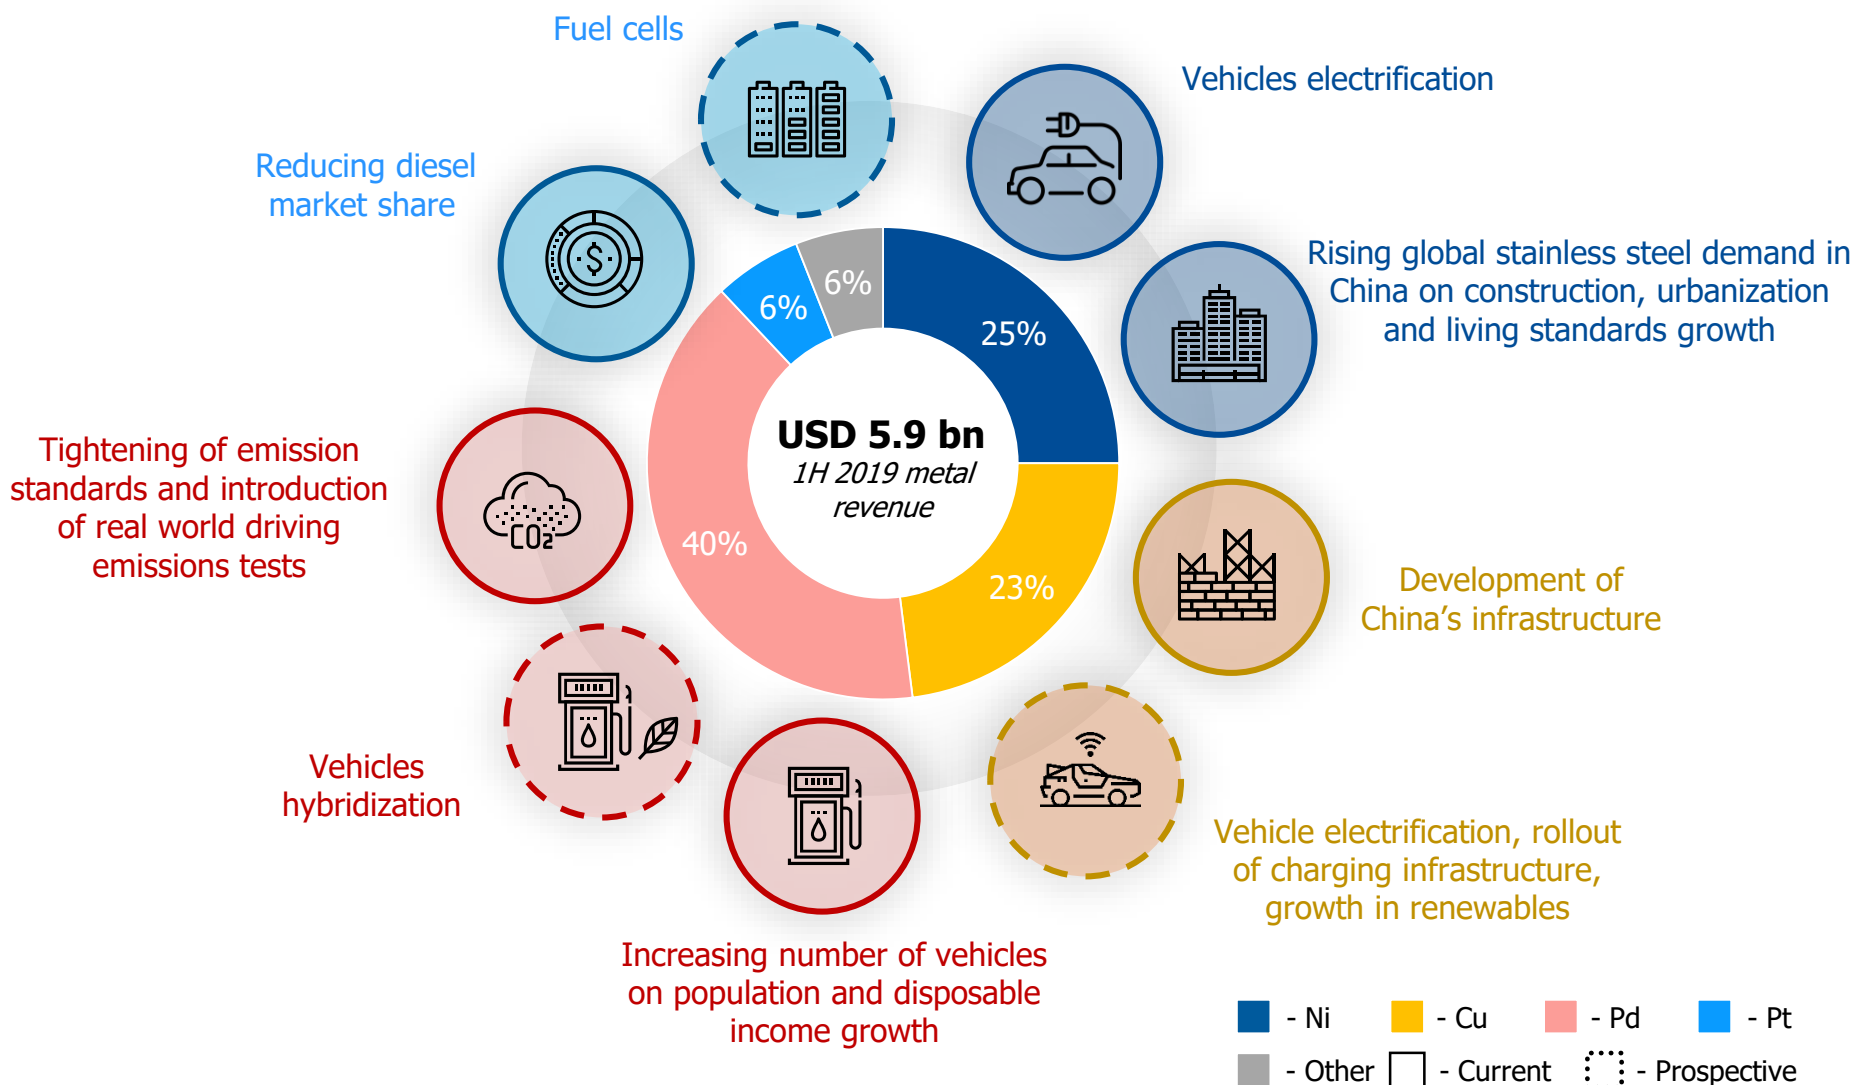 Fuel cells
Vehicles electrification
Reducing diesel
market share
Rising global stainless steel demand in
China on construction, urbanization
and living standards growth
$
6%
6%
25%
USD 5.9 bn
1H 2019 metal
revenue
40%
23%
Tightening of emission
standards and introduction
of real world driving
emissions tests
CO2
Development of
China’s infrastructure
Vehicles
hybridization
Vehicle electrification, rollout
of charging infrastructure,
growth in renewables
Increasing number of vehicles
on population and disposable
income growth
- Ni - Cu - Pd - Pt
- Other - Current - Prospective